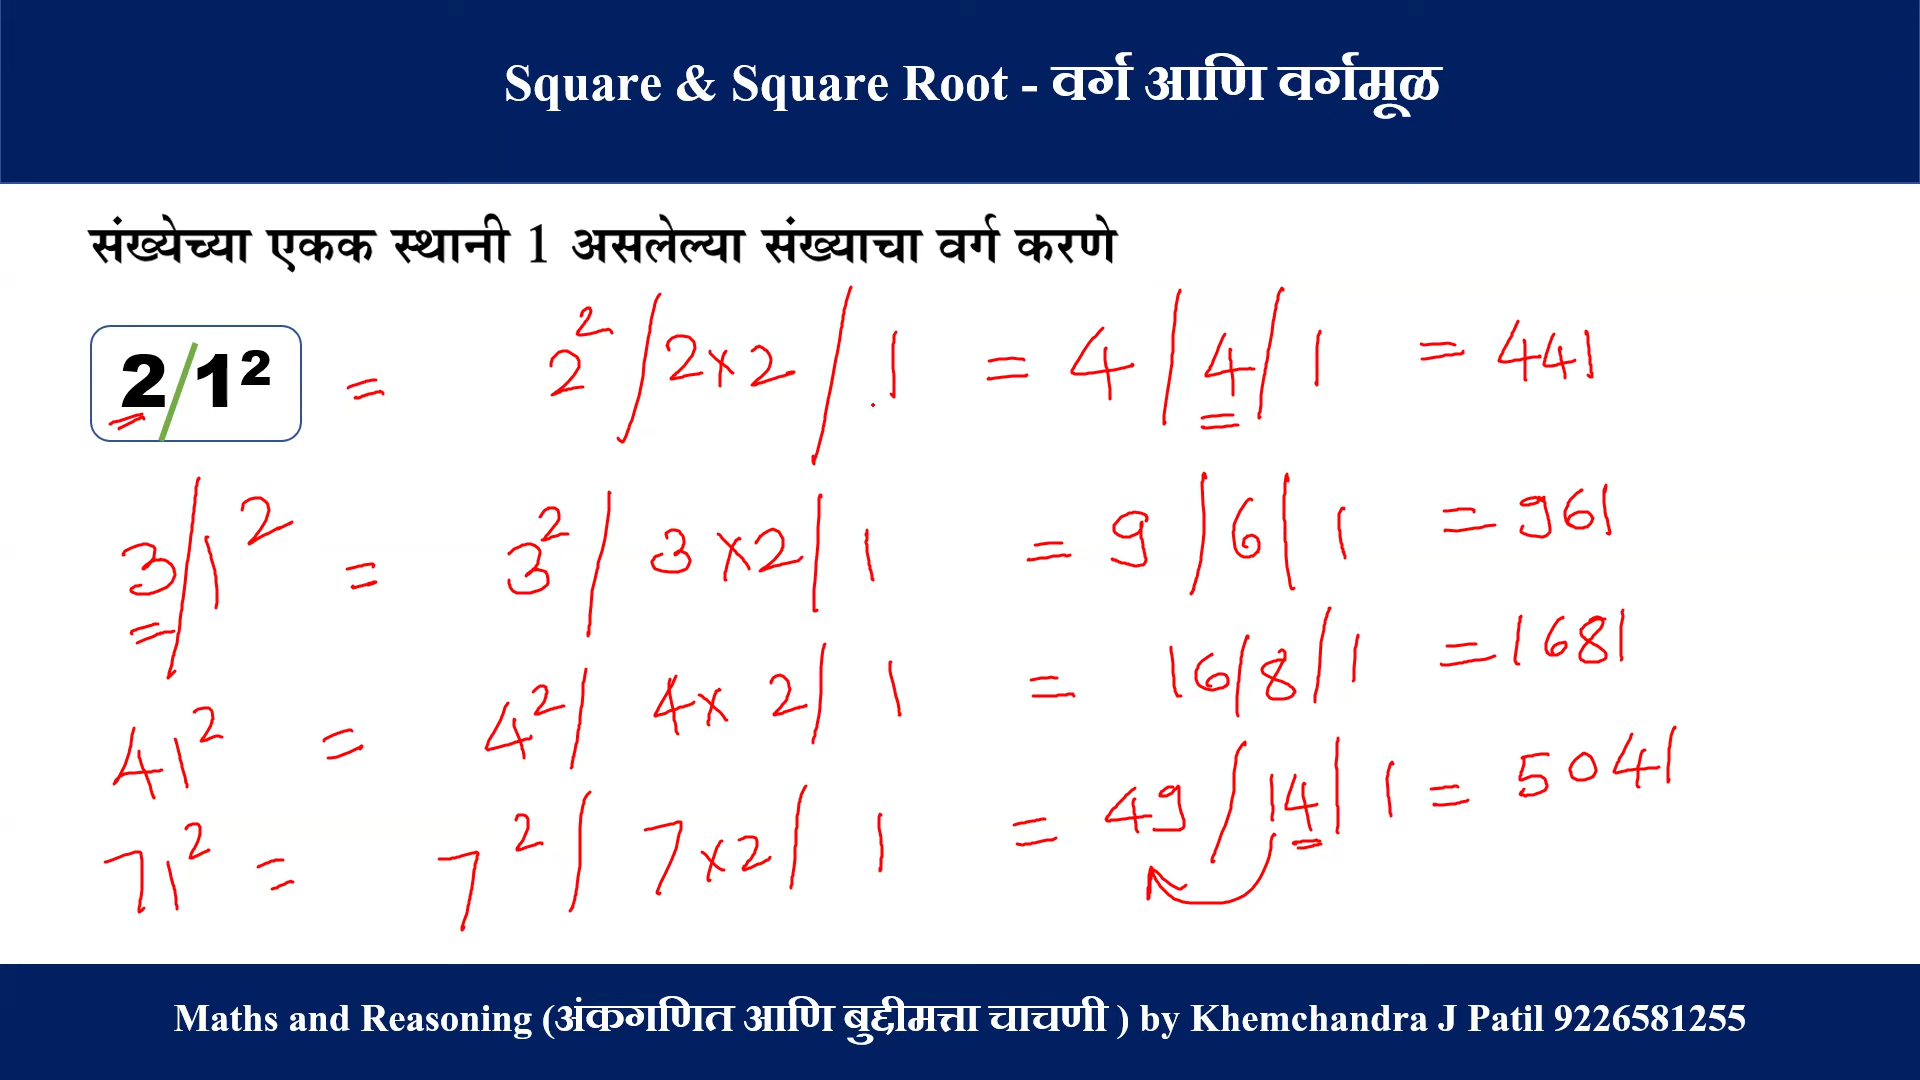 Square & Square Root - वर्ग आणि वर्गमूळ
संख्येच्या एकक स्थानी 1 असलेल्या संख्याचा वर्ग करणे
2/1² = 2² / 2×2 / 1 = 4 / 4 / 1 = 441
3/1² = 3² / 3×2 / 1 = 9 / 6 / 1 = 961
41² = 4² / 4×2 / 1 = 16 / 8 / 1 = 1681
71² = 7² / 7×2 / 1 = 49 / 14 / 1 = 5041
Maths and Reasoning (अंकगणित आणि बुद्दीमत्ता चाचणी ) by Khemchandra J Patil 9226581255